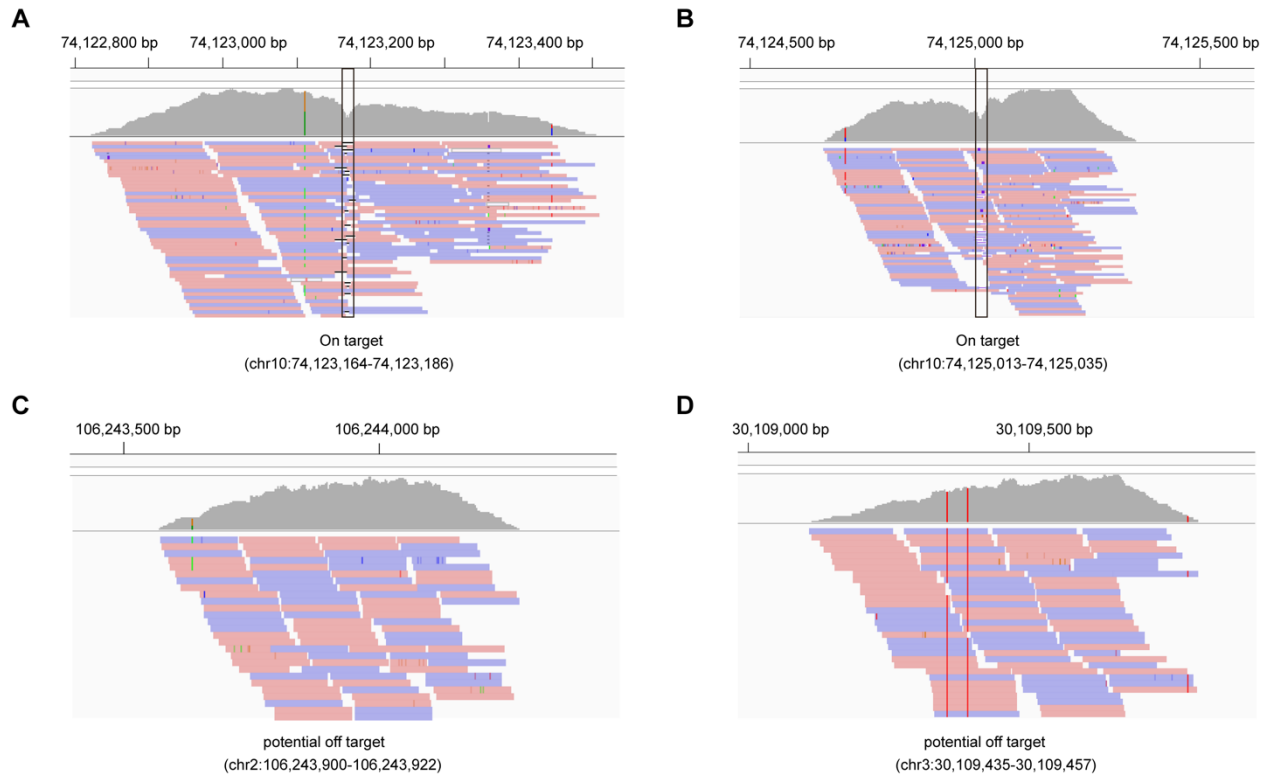 A
74,122,800 bp 74,123,000 bp 74,123,200 bp 74,123,400 bp
On target
(chr10:74,123,164-74,123,186)
B
74,124,500 bp 74,125,000 bp 74,125,500 bp
On target
(chr10:74,125,013-74,125,035)
C
106,243,500 bp 106,244,000 bp
potential off target
(chr2:106,243,900-106,243,922)
D
30,109,000 bp 30,109,500 bp
potential off target
(chr3:30,109,435-30,109,457)